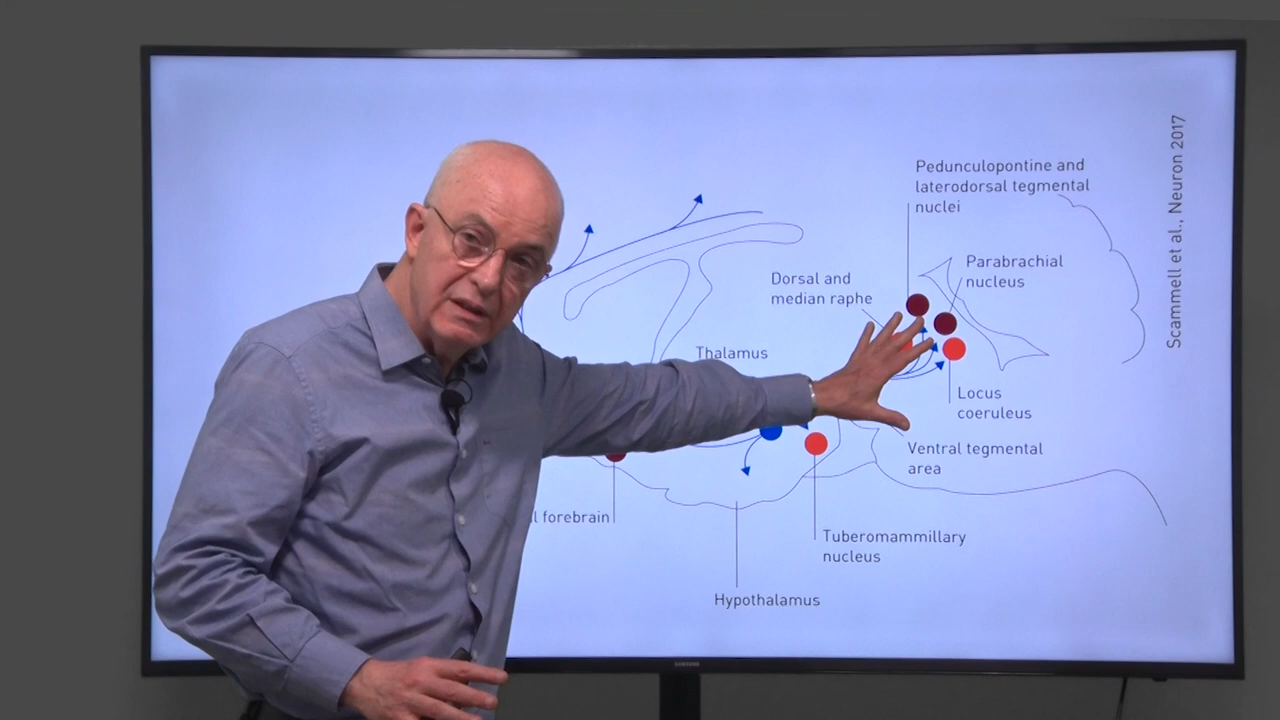 Pedunculopontine and
laterodorsal tegmental
nuclei
Scammell et al., Neuron 2017
Parabrachial
nucleus
Dorsal and
median raphe
Thalamus
Locus
coeruleus
Ventral tegmental
area
l forebrain
Tuberomammillary
nucleus
Hypothalamus
SAMSUNG